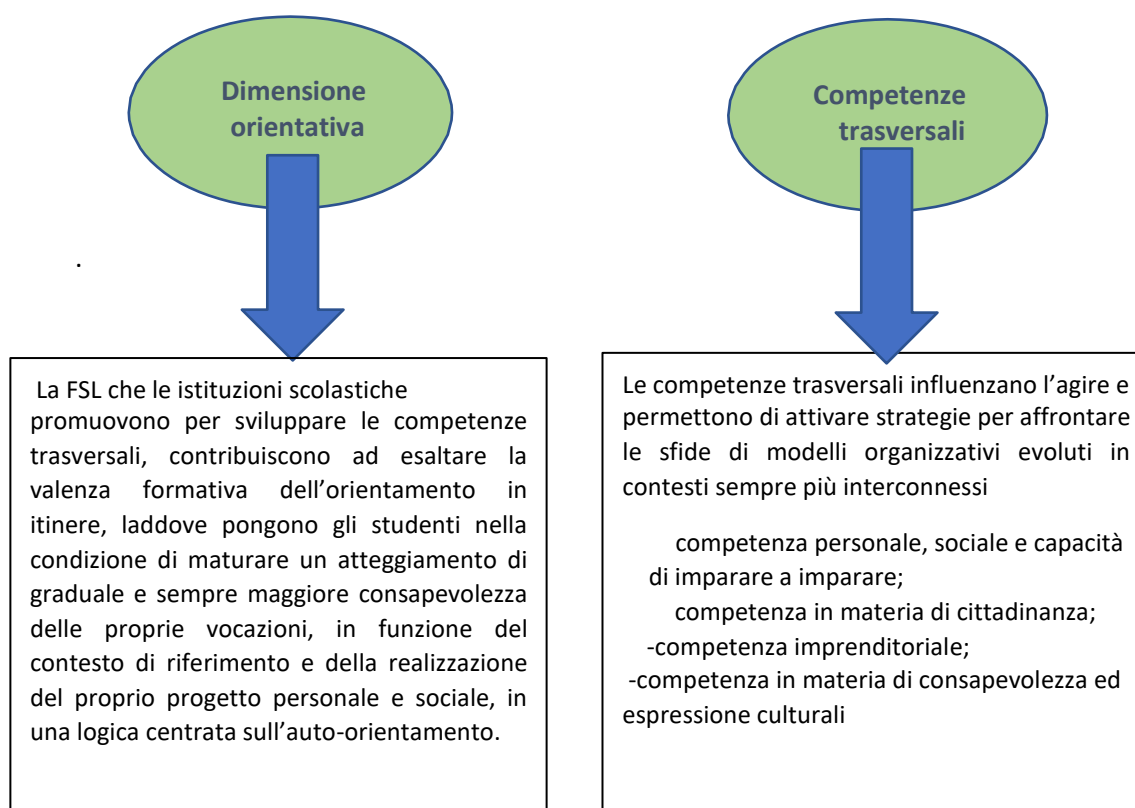 Dimensione
orientativa
Competenze
trasversali
.
La FSL che le istituzioni scolastiche
promuovono per sviluppare le competenze
trasversali, contribuiscono ad esaltare la
valenza formativa dell’orientamento in
itinere, laddove pongono gli studenti nella
condizione di maturare un atteggiamento di
graduale e sempre maggiore consapevolezza
delle proprie vocazioni, in funzione del
contesto di riferimento e della realizzazione
del proprio progetto personale e sociale, in
una logica centrata sull’auto-orientamento.
Le competenze trasversali influenzano l’agire e
permettono di attivare strategie per affrontare
le sfide di modelli organizzativi evoluti in
contesti sempre più interconnessi
competenza personale, sociale e capacità
di imparare a imparare;
competenza in materia di cittadinanza;
-competenza imprenditoriale;
-competenza in materia di consapevolezza ed
espressione culturali